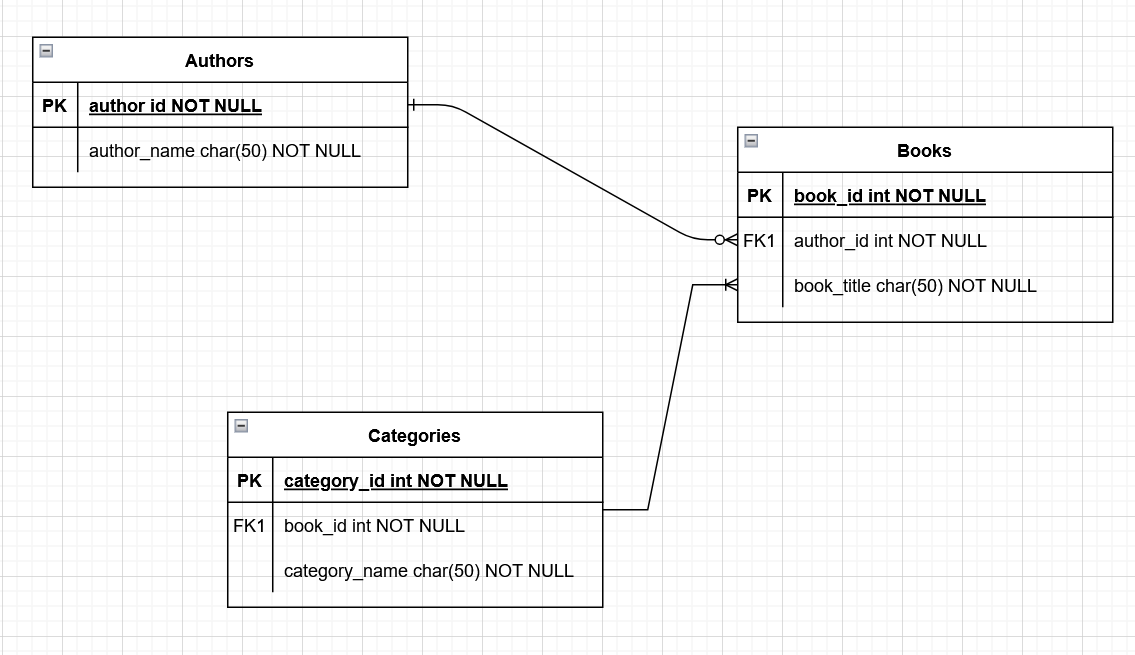 Authors
PK author id NOT NULL
author_name char(50) NOT NULL
Books
PK book_id int NOT NULL
FK1 author_id int NOT NULL
book_title char(50) NOT NULL
Categories
PK category_id int NOT NULL
FK1 book_id int NOT NULL
category_name char(50) NOT NULL